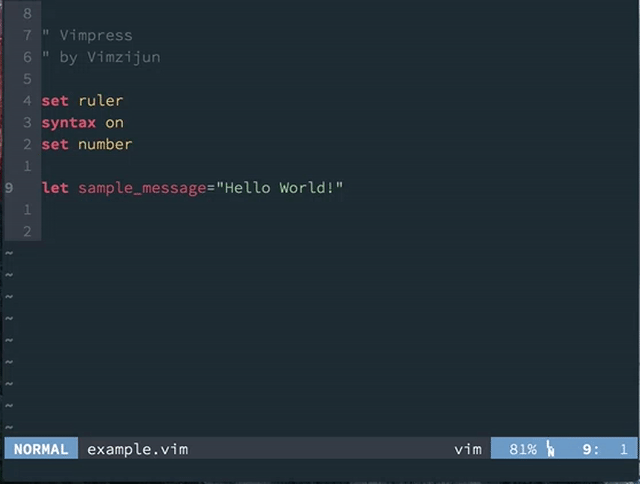 8
7 " Vimpress
6 " by Vimzijun
5
4 set ruler
3 syntax on
2 set number
1
9 let sample_message="Hello World!"
1
2
~
~
~
~
~
~
~
~
~
NORMAL example.vim vim 81% ㏑ 9: 1